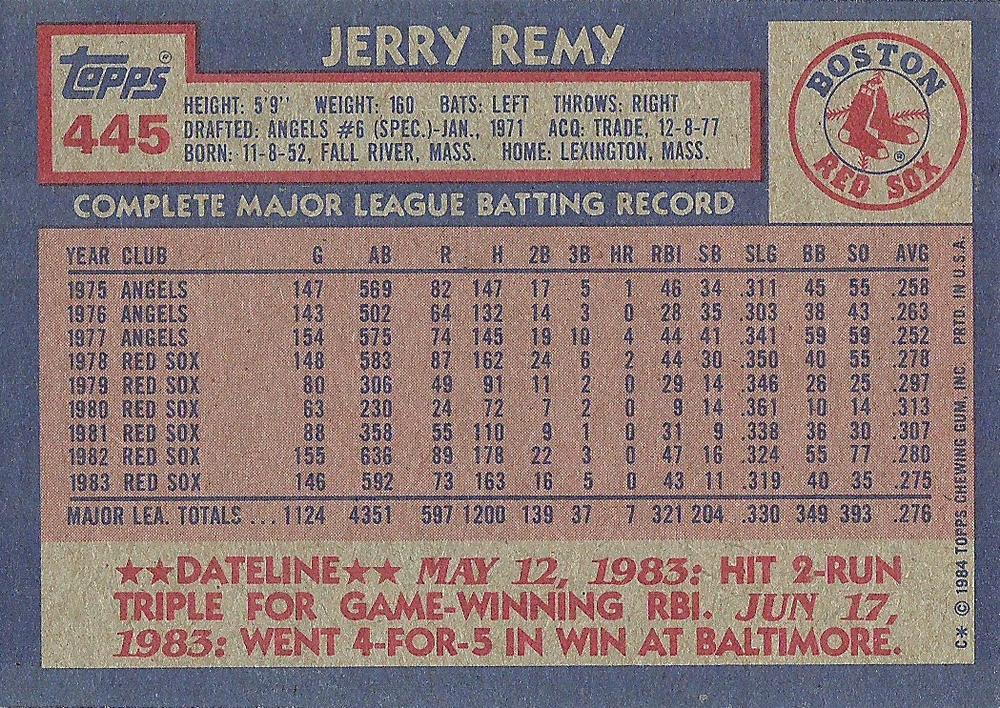 JERRY REMY
Topps®
445
HEIGHT: 5'9" WEIGHT: 160 BATS: LEFT THROWS: RIGHT
DRAFTED: ANGELS #6 (SPEC.)-JAN., 1971 ACQ: TRADE, 12-8-77
BORN: 11-8-52, FALL RIVER, MASS. HOME: LEXINGTON, MASS.
BOSTON
RED SOX
®
COMPLETE MAJOR LEAGUE BATTING RECORD
YEAR CLUB G AB R H 2B 3B HR RBI SB SLG BB SO AVG
1975 ANGELS 147 569 82 147 17 5 1 46 34 .311 45 55 .258
1976 ANGELS 143 502 64 132 14 3 0 28 35 .303 38 43 .263
1977 ANGELS 154 575 74 145 19 10 4 44 41 .341 59 59 .252
1978 RED SOX 148 583 87 162 24 6 2 44 30 .350 40 55 .278
1979 RED SOX 80 306 49 91 11 2 0 29 14 .346 26 25 .297
1980 RED SOX 63 230 24 72 7 2 0 9 14 .361 10 14 .313
1981 RED SOX 88 358 55 110 9 1 0 31 9 .338 36 30 .307
1982 RED SOX 155 636 89 178 22 3 0 47 16 .324 55 77 .280
1983 RED SOX 146 592 73 163 16 5 0 43 11 .319 40 35 .275
MAJOR LEA. TOTALS ... 1124 4351 597 1200 139 37 7 321 204 .330 349 393 .276
★★DATELINE★★ MAY 12, 1983: HIT 2-RUN
TRIPLE FOR GAME-WINNING RBI. JUN 17,
1983: WENT 4-FOR-5 IN WIN AT BALTIMORE.
C* © 1984 TOPPS CHEWING GUM, INC. PRTD. IN U.S.A.